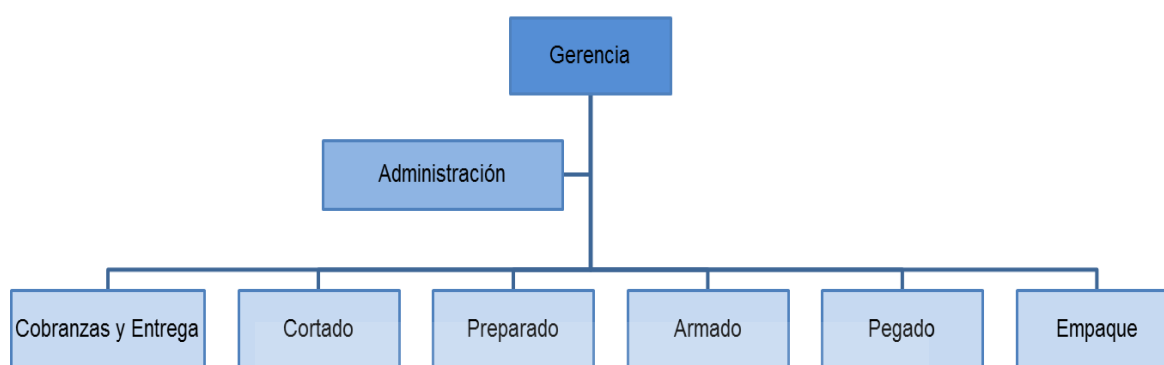 Gerencia
Administración
Cobranzas y Entrega
Cortado
Preparado
Armado
Pegado
Empaque